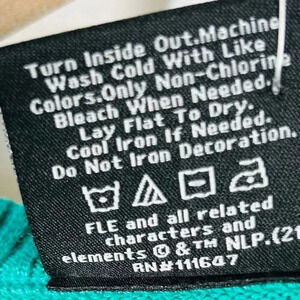 Turn Inside Out.Machine
Wash Cold With Like
Colors.Only Non-Chlorine
Bleach When Needed.
Lay Flat To Dry.
Cool Iron If Needed.
Do Not Iron Decoration.
FLE and all related
characters and
elements © & ™ NLP. (21
RN#111647